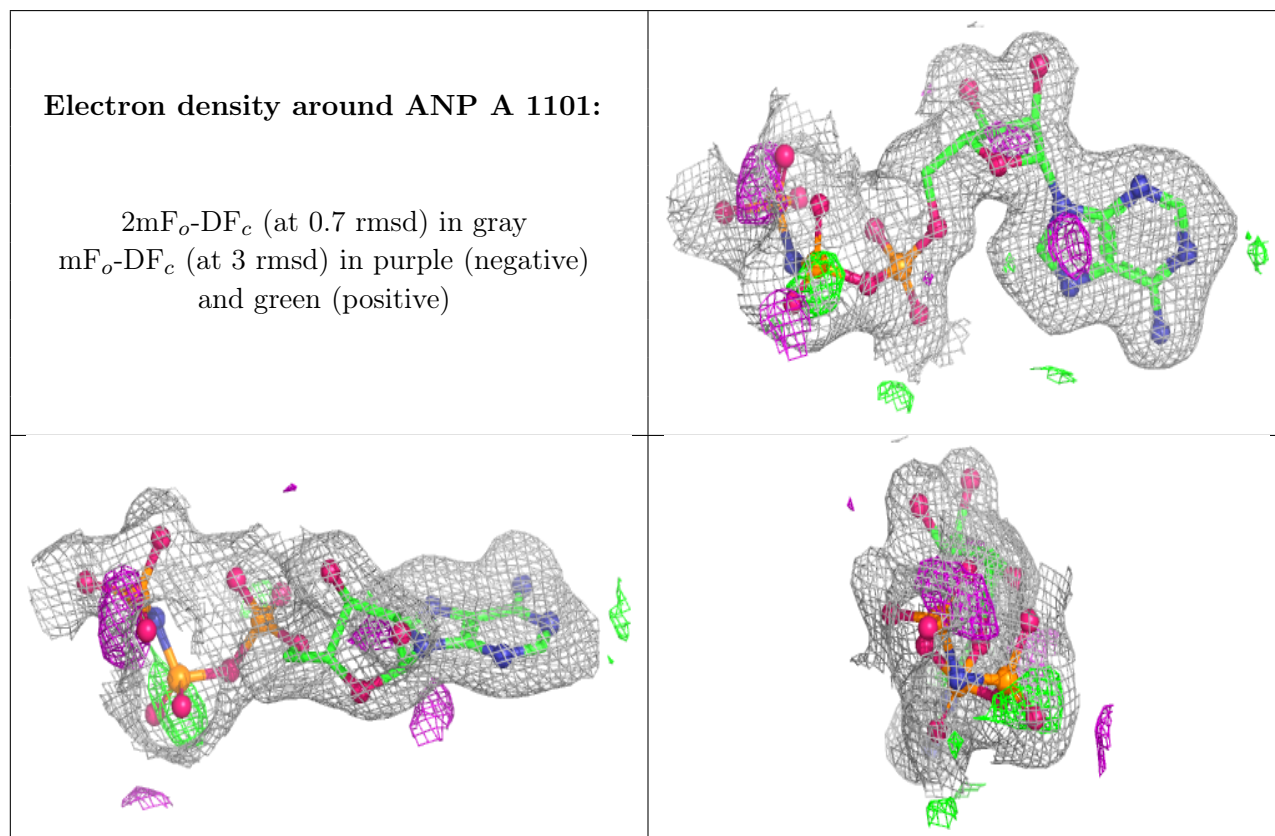 Electron density around ANP A 1101:
2mFo-DFc (at 0.7 rmsd) in gray
mFo-DFc (at 3 rmsd) in purple (negative)
and green (positive)